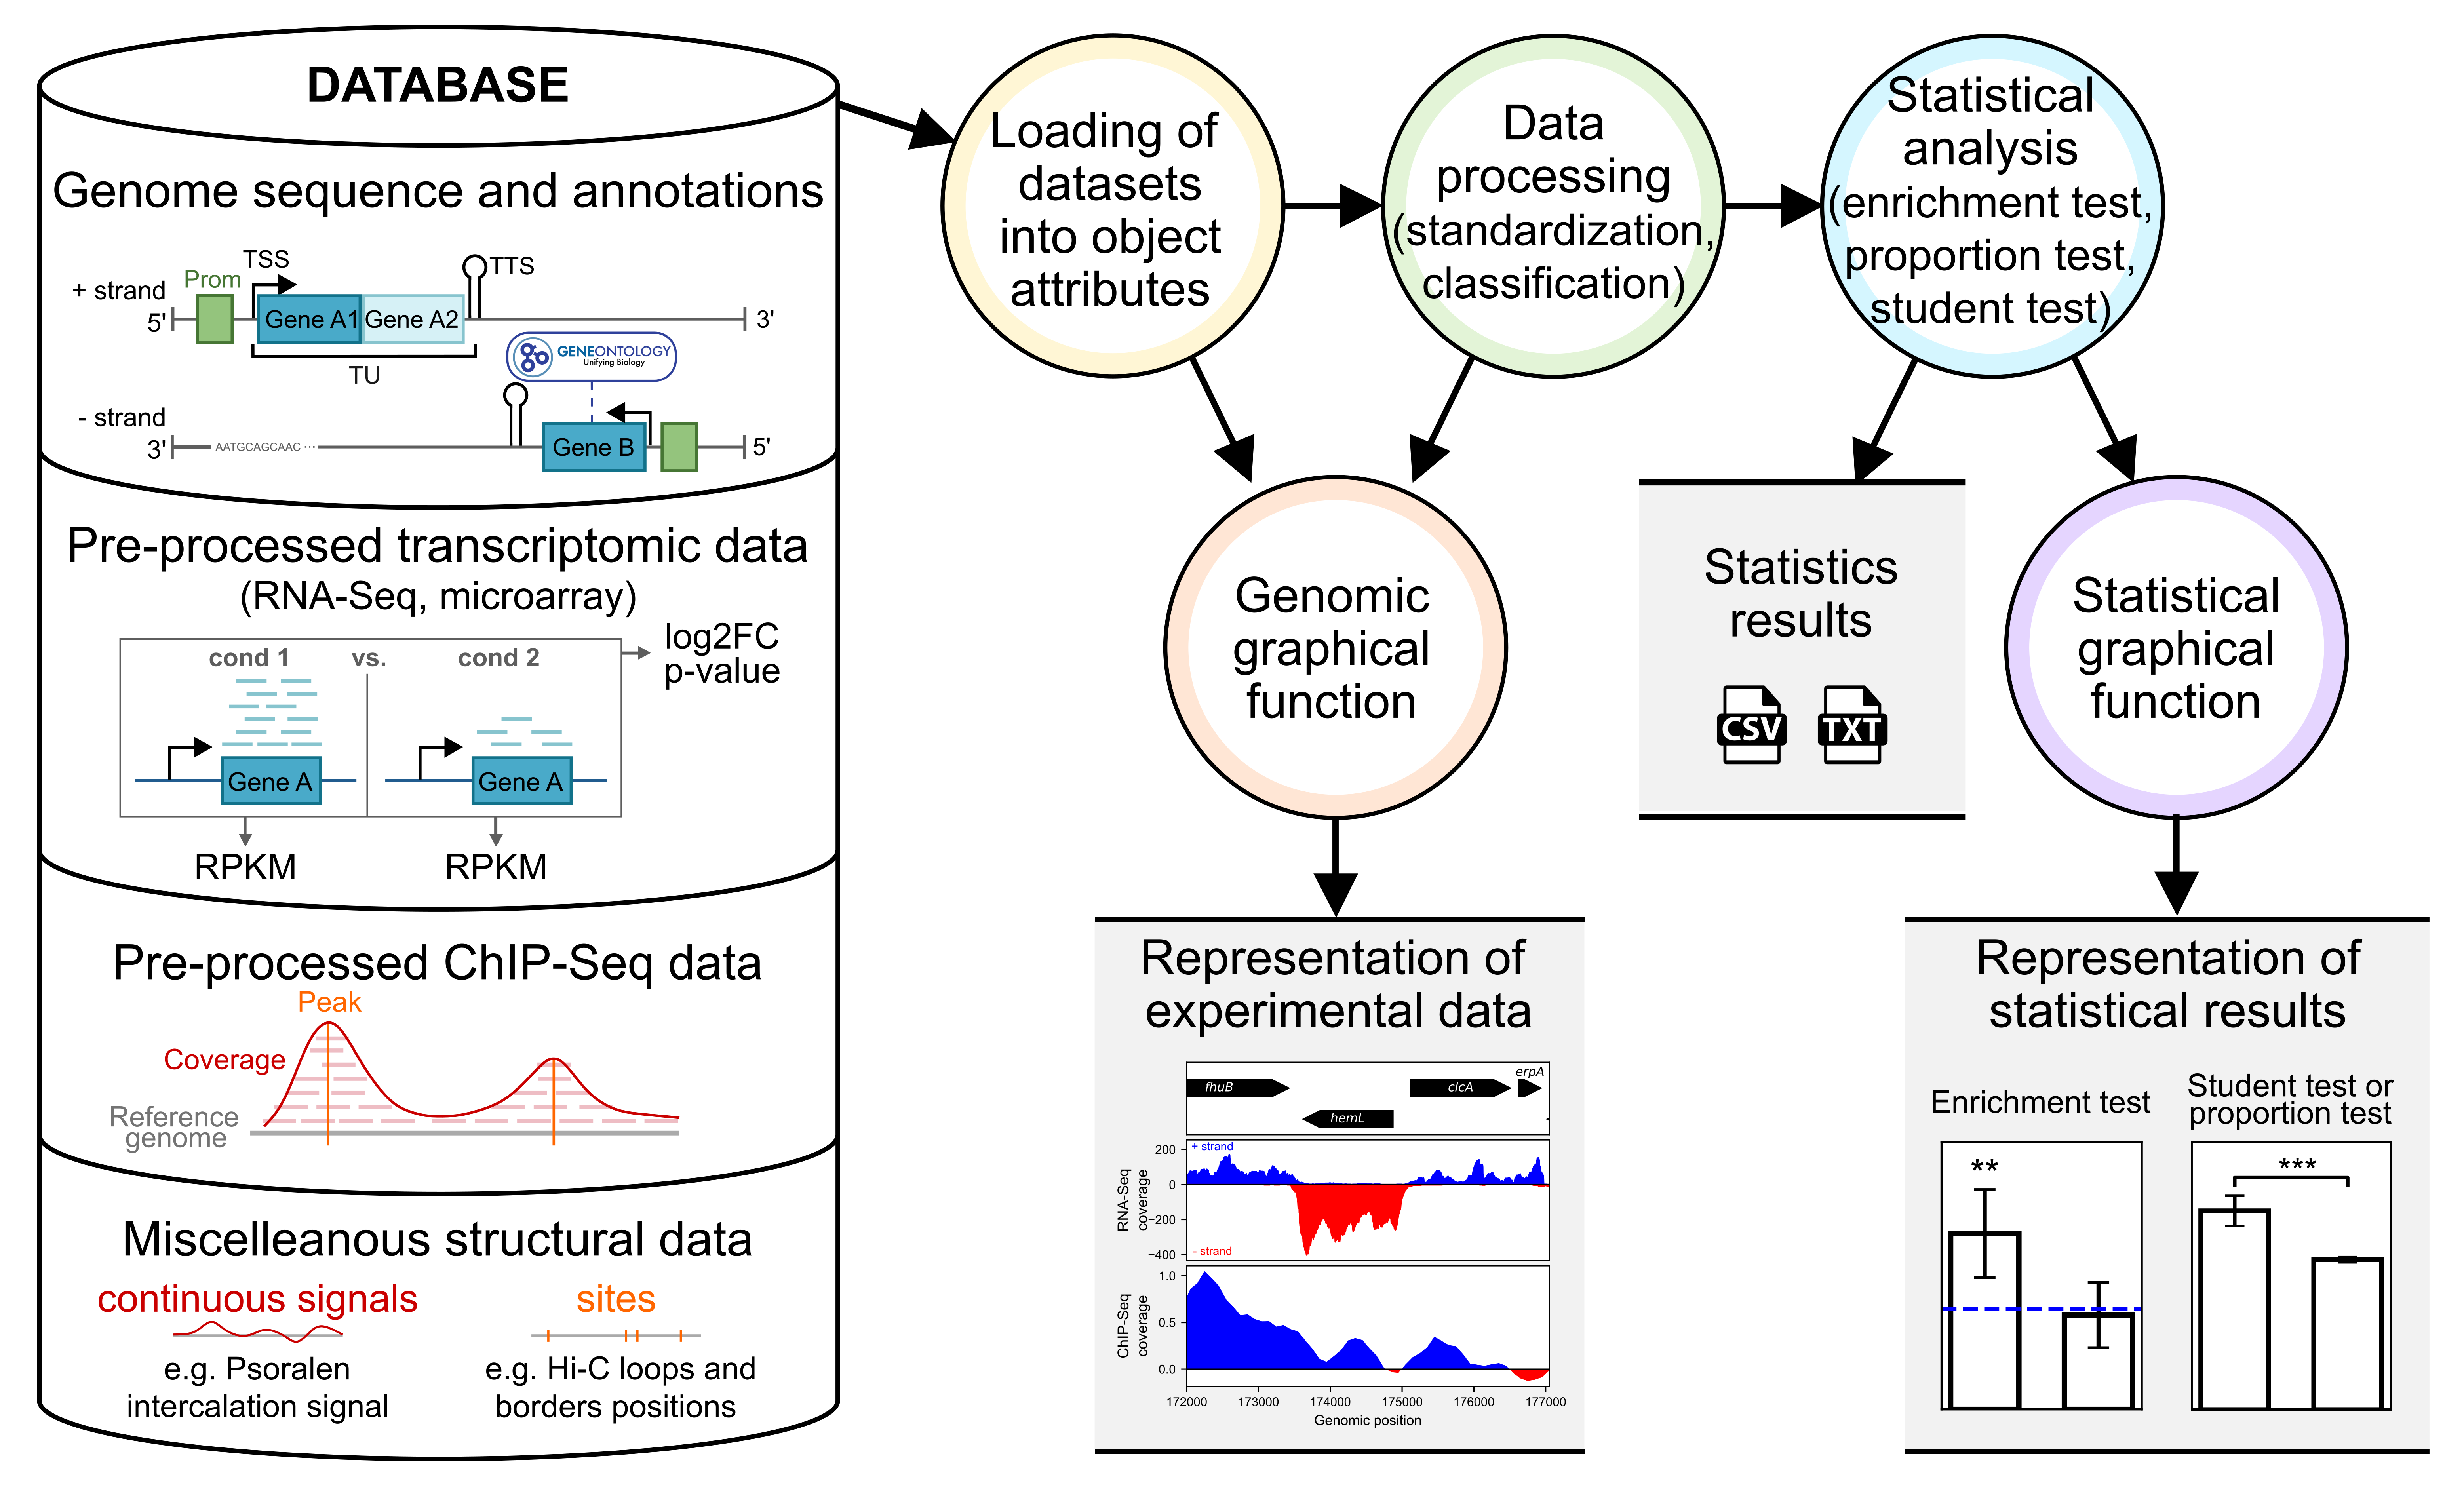 DATABASE
Genome sequence and annotations
TSS
TTS
Prom
+ strand
5'
Gene A1
Gene A2
3'
TU
GENEONTOLOGY
Unifying Biology
- strand
3'
AATGCAGCAAC ...
Gene B
5'
Pre-processed transcriptomic data
(RNA-Seq, microarray)
cond 1
vs.
cond 2
log2FC
p-value
Gene A
Gene A
RPKM
RPKM
Pre-processed ChIP-Seq data
Peak
Coverage
Reference
genome
Miscelleanous structural data
continuous signals
sites
e.g. Psoralen
intercalation signal
e.g. Hi-C loops and
borders positions
Loading of
datasets
into object
attributes
Data
processing
(standardization,
classification)
Statistical
analysis
(enrichment test,
proportion test,
student test)
Genomic
graphical
function
Statistics
results
CSV
TXT
Statistical
graphical
function
Representation of
experimental data
fhuB
hemL
clcA
erpA
+ strand
- strand
RNA-Seq
coverage
200
0
−200
−400
ChIP-Seq
coverage
1.0
0.5
0.0
172000
173000
174000
175000
176000
177000
Genomic position
Representation of
statistical results
Enrichment test
**
Student test or
proportion test
***